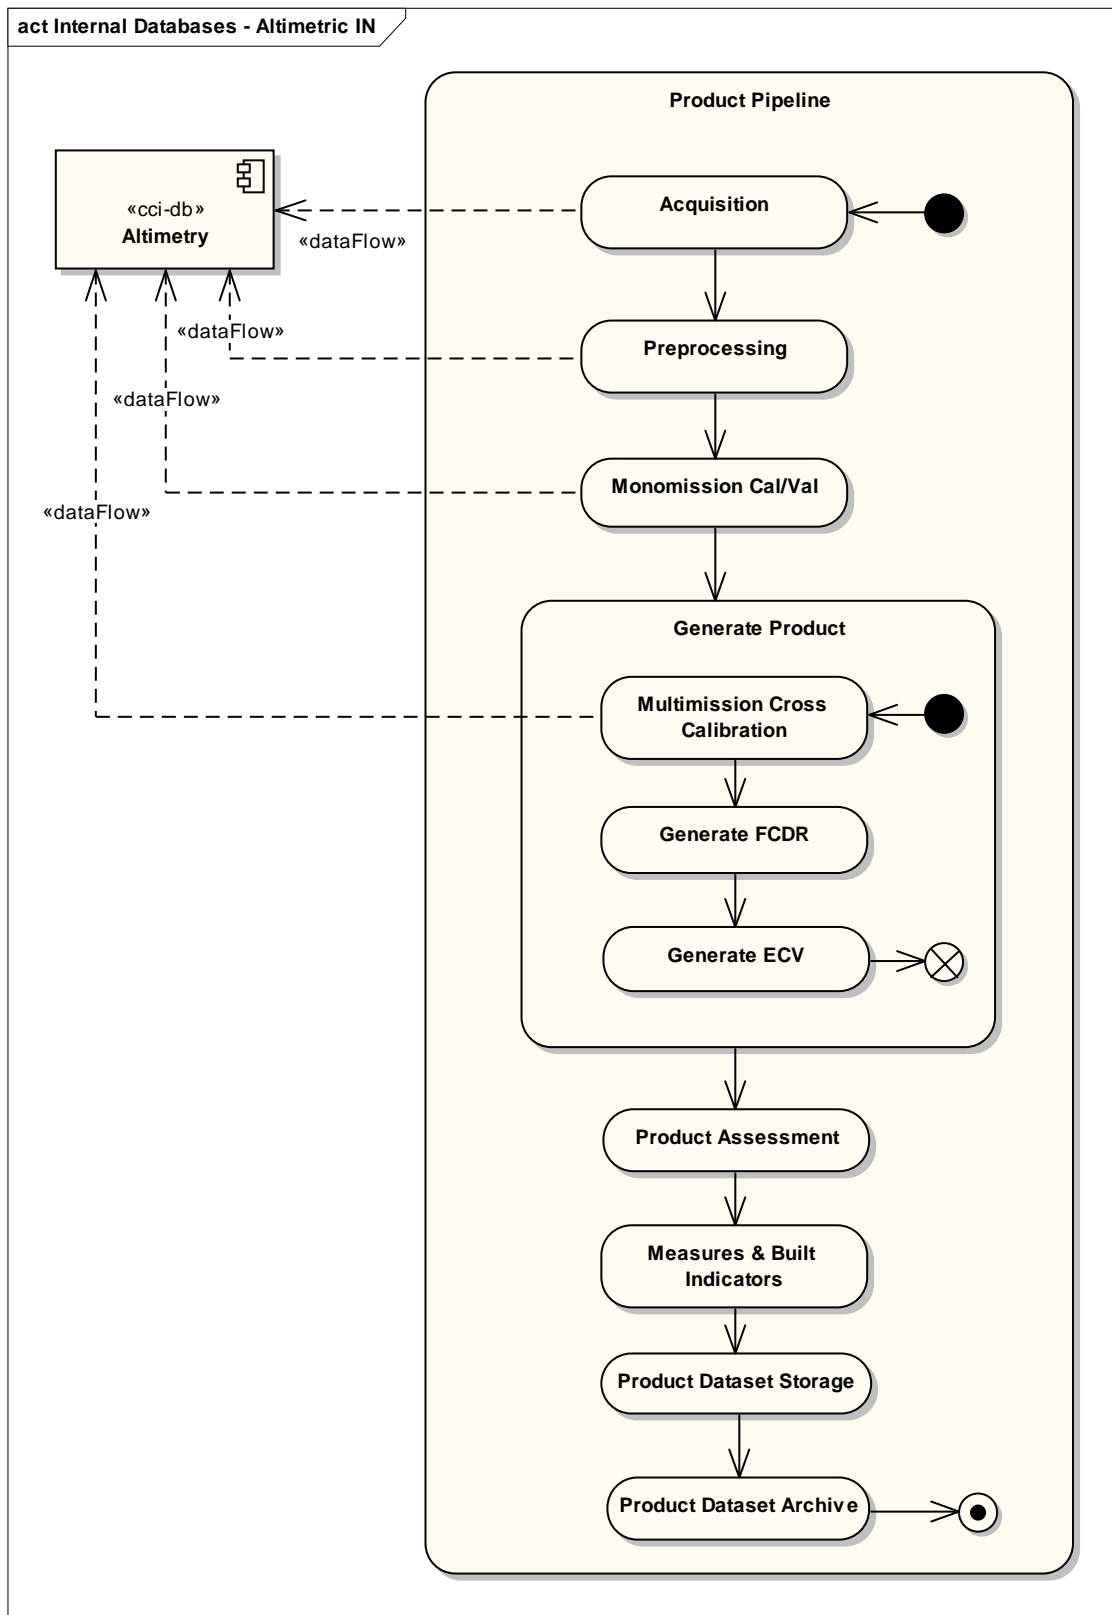 act Internal Databases - Altimetric IN
Product Pipeline
«cci-db»
Altimetry
Acquisition
«dataFlow»
«dataFlow»
Preprocessing
«dataFlow»
Monomission Cal/Val
«dataFlow»
Generate Product
Multimission Cross
Calibration
Generate FCDR
Generate ECV
Product Assessment
Measures & Built
Indicators
Product Dataset Storage
Product Dataset Archive